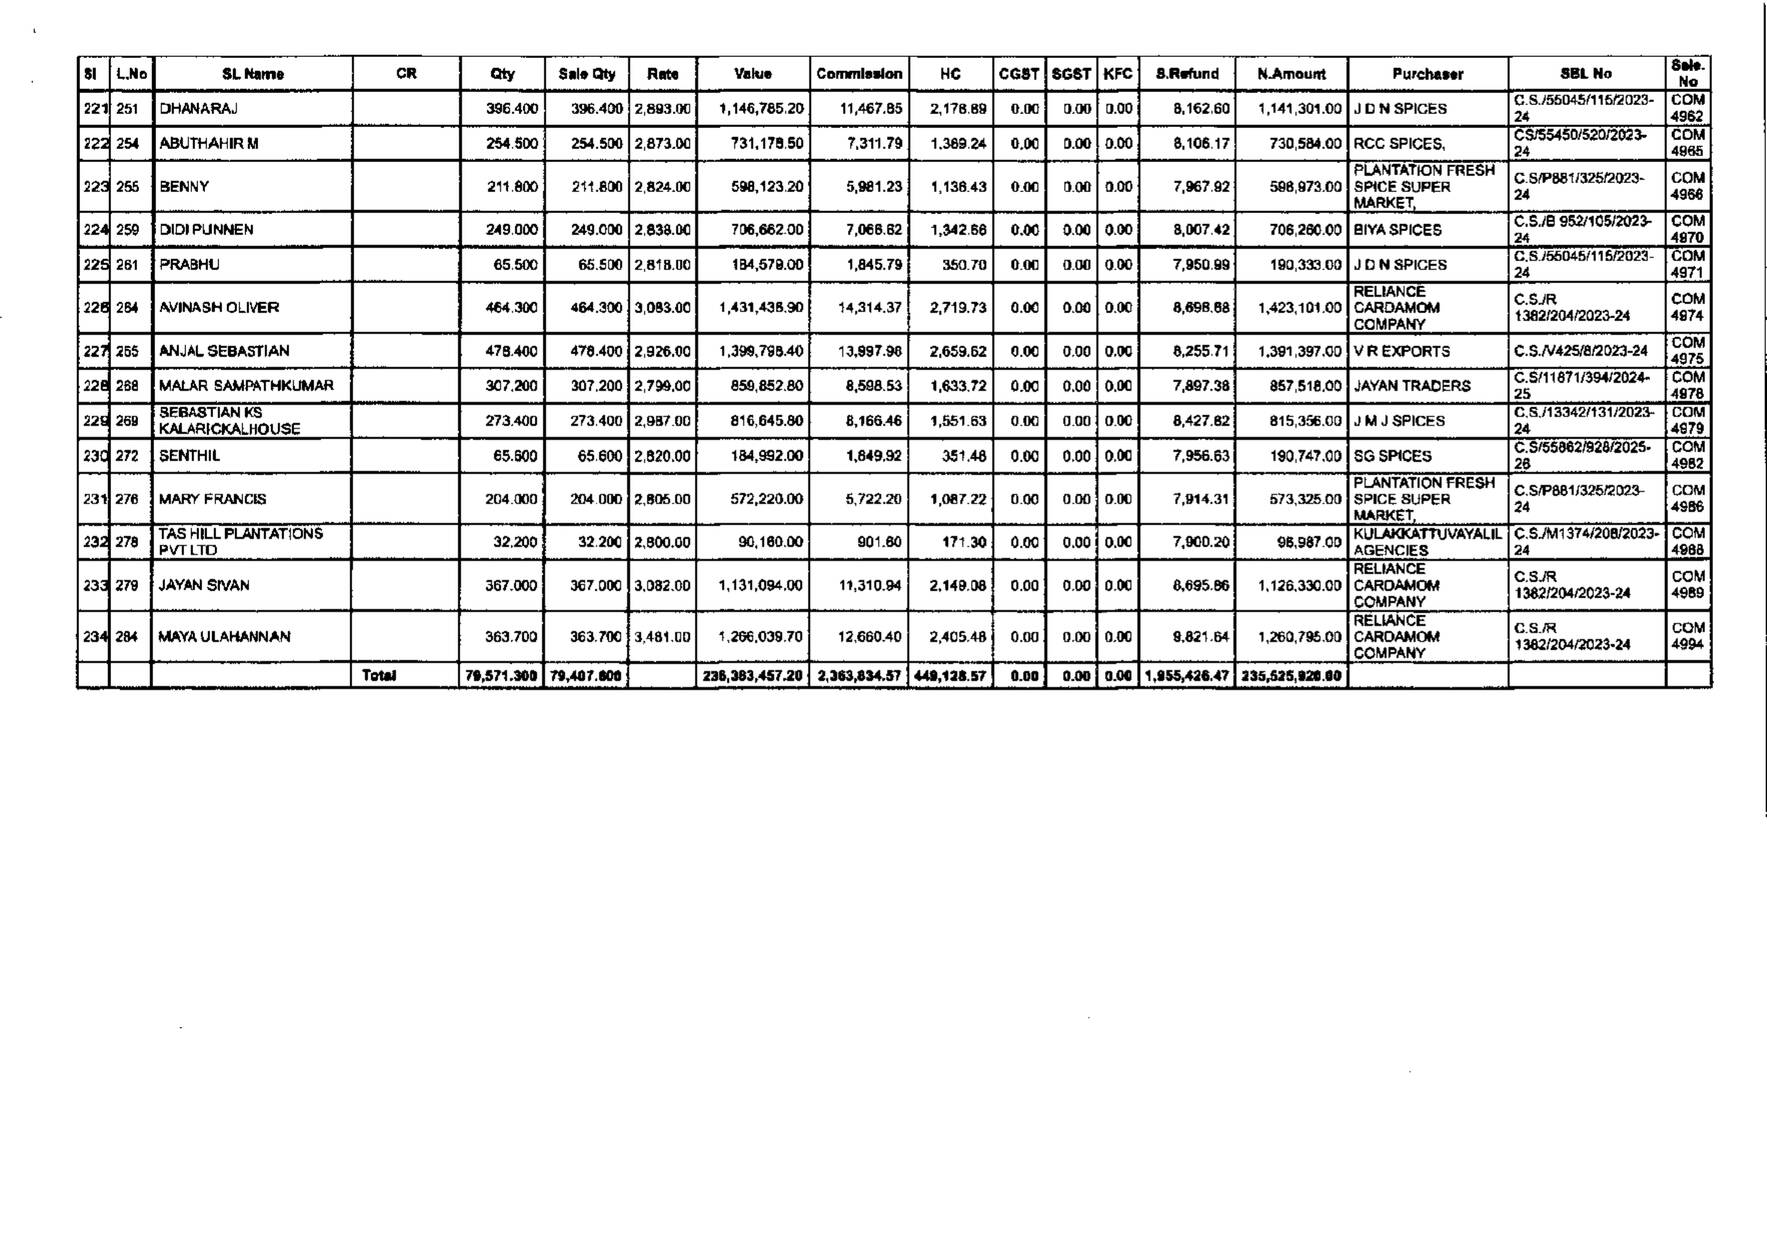 Sl L.No SL Name CR Qty Sale Qty Rate Value Commission HC CGST SGST KFC S.Refund N.Amount Purchaser SBL No Sale. No
221 251 DHANARAJ 396.400 396.400 2,893.00 1,146,785.20 11,467.85 2,178.89 0.00 0.00 0.00 8,162.60 1,141,301.00 J D N SPICES C.S./55045/115/2023-24 COM 4962
222 254 ABUTHAHIR M 254.500 254.500 2,873.00 731,178.50 7,311.79 1,389.24 0.00 0.00 0.00 8,106.17 730,584.00 RCC SPICES, CS/55450/520/2023-24 COM 4965
223 255 BENNY 211.800 211.800 2,824.00 598,123.20 5,981.23 1,136.43 0.00 0.00 0.00 7,967.92 598,973.00 PLANTATION FRESH SPICE SUPER MARKET, C.S/P881/325/2023-24 COM 4966
224 259 DIDI PUNNEN 249.000 249.000 2,838.00 706,662.00 7,066.62 1,342.66 0.00 0.00 0.00 8,007.42 706,260.00 BIYA SPICES C.S./B 952/105/2023-24 COM 4970
225 261 PRABHU 65.500 65.500 2,818.00 184,579.00 1,845.79 350.70 0.00 0.00 0.00 7,950.99 190,333.00 J D N SPICES C.S./55045/115/2023-24 COM 4971
226 264 AVINASH OLIVER 464.300 464.300 3,083.00 1,431,436.90 14,314.37 2,719.73 0.00 0.00 0.00 8,698.68 1,423,101.00 RELIANCE CARDAMOM COMPANY C.S./R 1382/204/2023-24 COM 4974
227 265 ANJAL SEBASTIAN 478.400 478.400 2,926.00 1,399,798.40 13,997.98 2,659.62 0.00 0.00 0.00 8,255.71 1,391,397.00 V R EXPORTS C.S./V425/8/2023-24 COM 4975
228 268 MALAR SAMPATHKUMAR 307.200 307.200 2,799.00 859,852.80 8,598.53 1,633.72 0.00 0.00 0.00 7,897.38 857,518.00 JAYAN TRADERS C.S/11871/394/2024-25 COM 4978
229 269 SEBASTIAN KS KALARICKALHOUSE 273.400 273.400 2,987.00 816,645.80 8,166.46 1,551.63 0.00 0.00 0.00 8,427.82 815,356.00 J M J SPICES C.S./13342/131/2023-24 COM 4979
230 272 SENTHIL 65.600 65.600 2,820.00 184,992.00 1,849.92 351.48 0.00 0.00 0.00 7,956.63 190,747.00 SG SPICES C.S/55862/928/2025-26 COM 4982
231 276 MARY FRANCIS 204.000 204.000 2,805.00 572,220.00 5,722.20 1,087.22 0.00 0.00 0.00 7,914.31 573,325.00 PLANTATION FRESH SPICE SUPER MARKET, C.S/P881/325/2023-24 COM 4986
232 278 TAS HILL PLANTATIONS PVT LTD 32.200 32.200 2,800.00 90,160.00 901.60 171.30 0.00 0.00 0.00 7,900.20 96,987.00 KULAKKATTUVAYALIL AGENCIES C.S./M1374/208/2023-24 COM 4988
233 279 JAYAN SIVAN 367.000 367.000 3,082.00 1,131,094.00 11,310.94 2,149.08 0.00 0.00 0.00 8,695.86 1,126,330.00 RELIANCE CARDAMOM COMPANY C.S./R 1382/204/2023-24 COM 4989
234 284 MAYA ULAHANNAN 363.700 363.700 3,481.00 1,266,039.70 12,660.40 2,405.48 0.00 0.00 0.00 9,821.64 1,260,795.00 RELIANCE CARDAMOM COMPANY C.S./R 1382/204/2023-24 COM 4994
Total 79,571.300 79,407.600 236,383,457.20 2,363,834.57 449,128.57 0.00 0.00 0.00 1,955,426.47 235,525,920.00